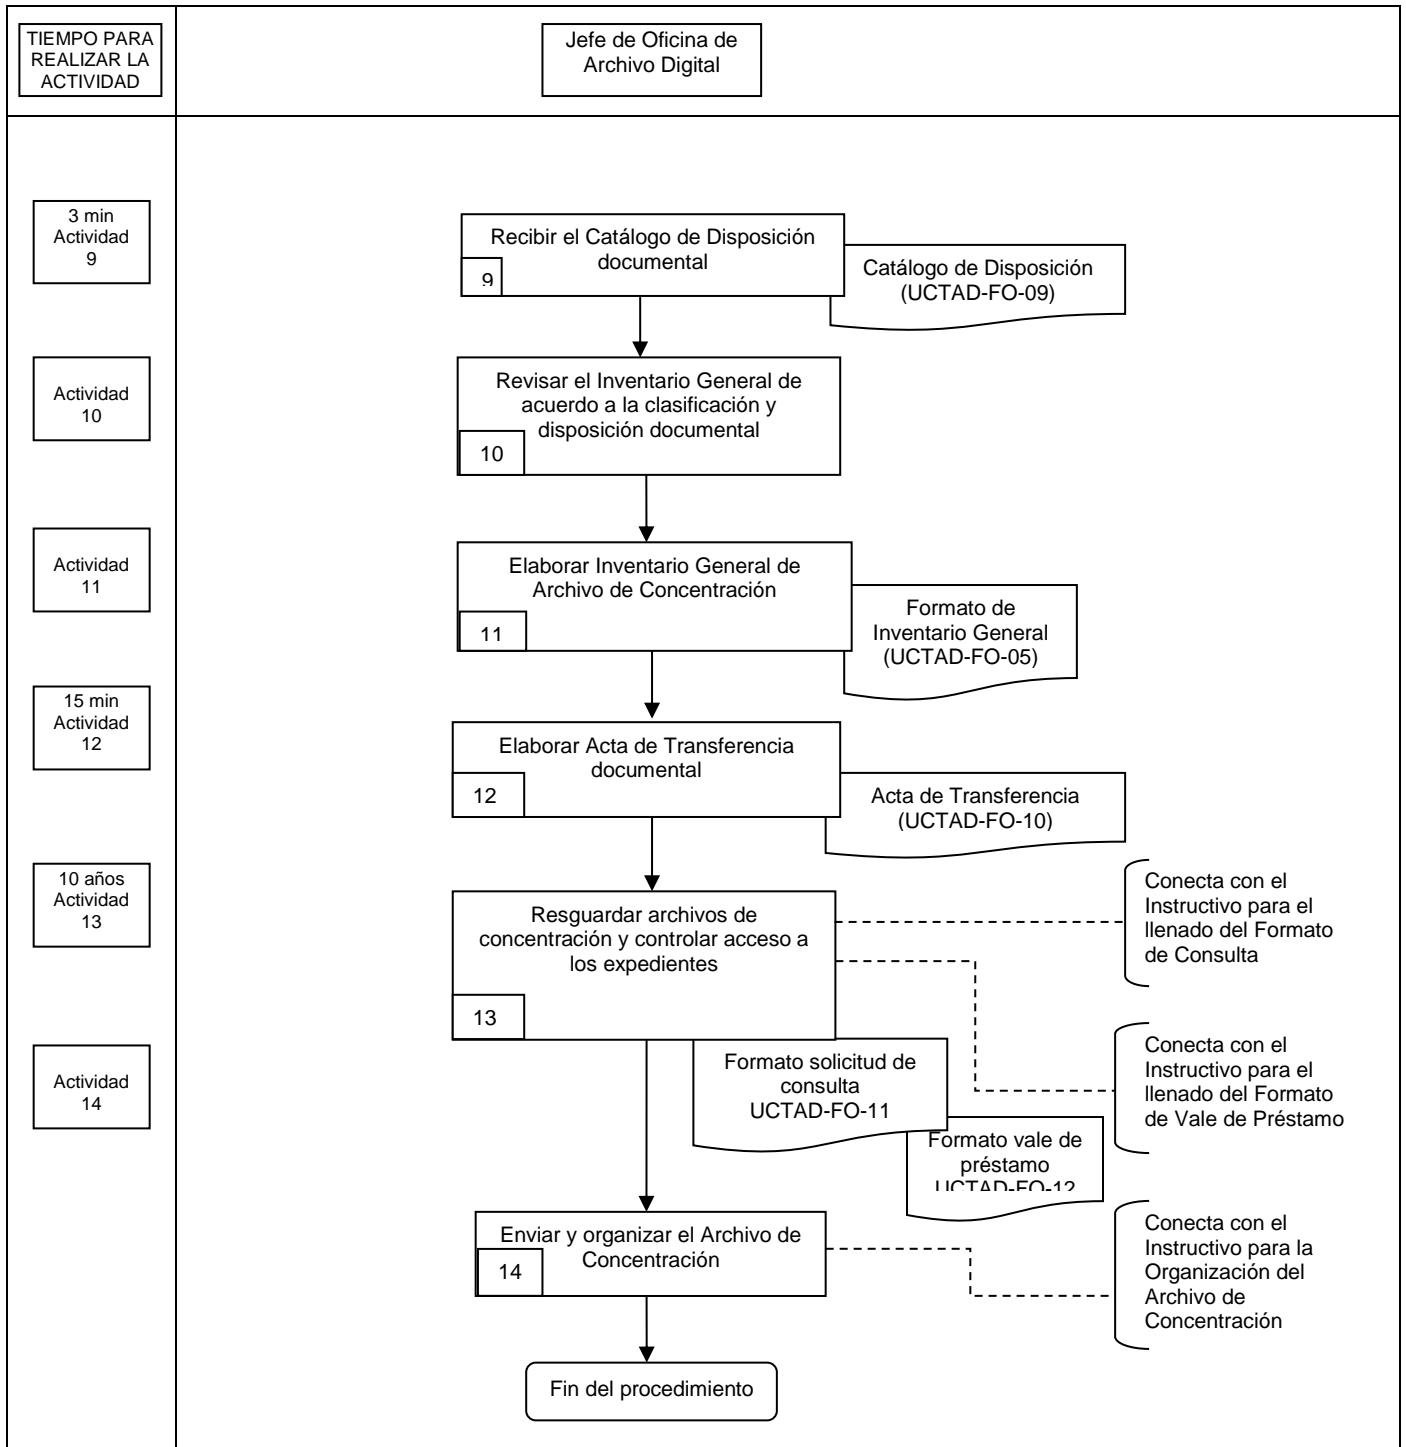 TIEMPO PARA
REALIZAR LA
ACTIVIDAD
Jefe de Oficina de
Archivo Digital
3 min
Actividad
9
Recibir el Catálogo de Disposición
documental
9
Catálogo de Disposición
(UCTAD-FO-09)
Actividad
10
Revisar el Inventario General de
acuerdo a la clasificación y
disposición documental
10
Actividad
11
Elaborar Inventario General de
Archivo de Concentración
11
Formato de
Inventario General
(UCTAD-FO-05)
15 min
Actividad
12
Elaborar Acta de Transferencia
documental
12
Acta de Transferencia
(UCTAD-FO-10)
10 años
Actividad
13
Resguardar archivos de
concentración y controlar acceso a
los expedientes
13
Conecta con el
Instructivo para el
llenado del Formato
de Consulta
Conecta con el
Instructivo para el
llenado del Formato
de Vale de Préstamo
Formato solicitud de
consulta
UCTAD-FO-11
Formato vale de
préstamo
UCTAD-FO-12
Actividad
14
Enviar y organizar el Archivo de
Concentración
14
Conecta con el
Instructivo para la
Organización del
Archivo de
Concentración
Fin del procedimiento